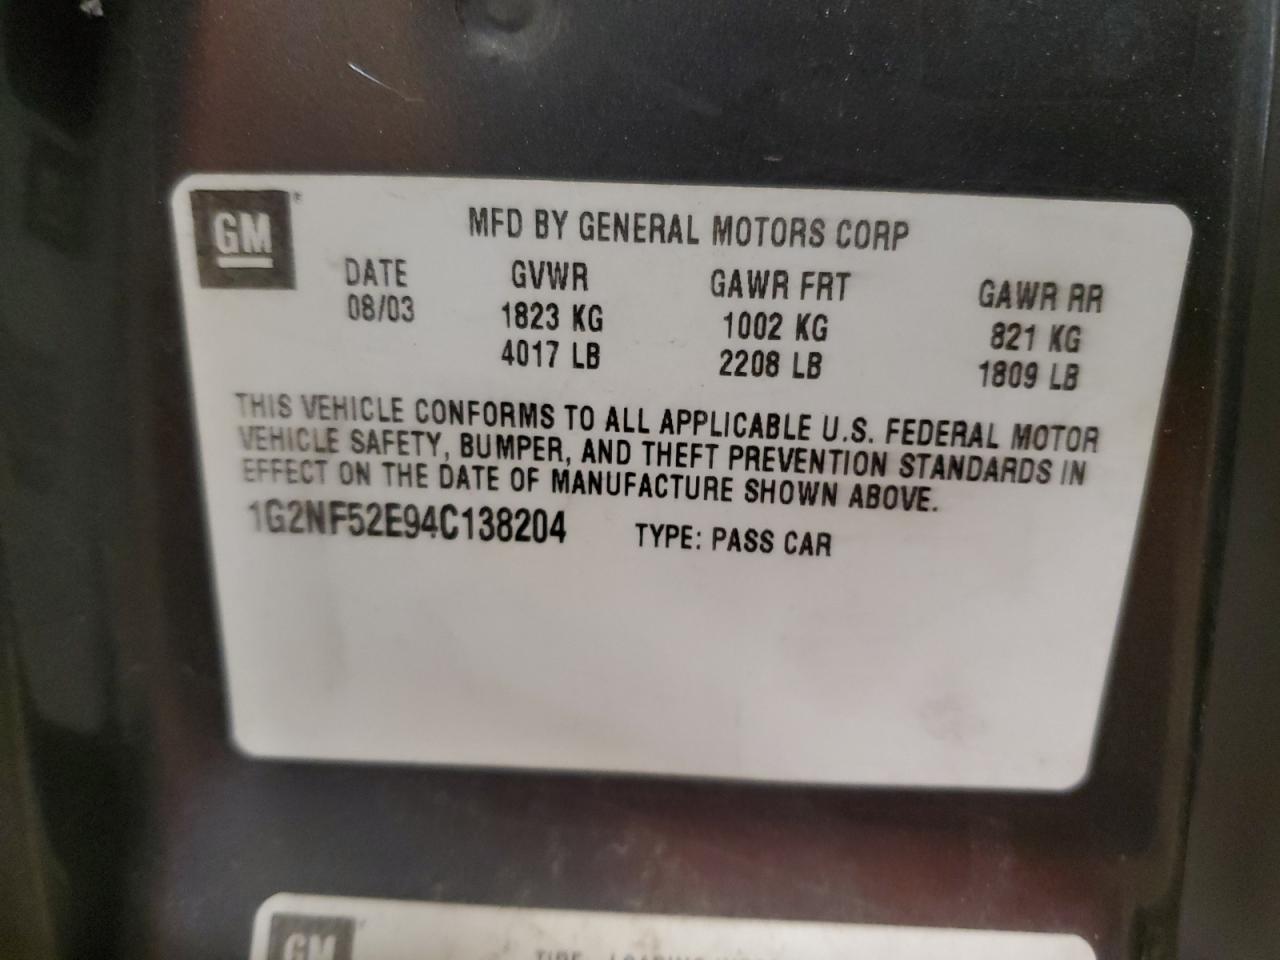 GM
MFD BY GENERAL MOTORS CORP
DATE GVWR GAWR FRT GAWR RR
08/03 1823 KG 1002 KG 821 KG
4017 LB 2208 LB 1809 LB
THIS VEHICLE CONFORMS TO ALL APPLICABLE U.S. FEDERAL MOTOR
VEHICLE SAFETY, BUMPER, AND THEFT PREVENTION STANDARDS IN
EFFECT ON THE DATE OF MANUFACTURE SHOWN ABOVE.
1G2NF52E94C138204 TYPE: PASS CAR
GM